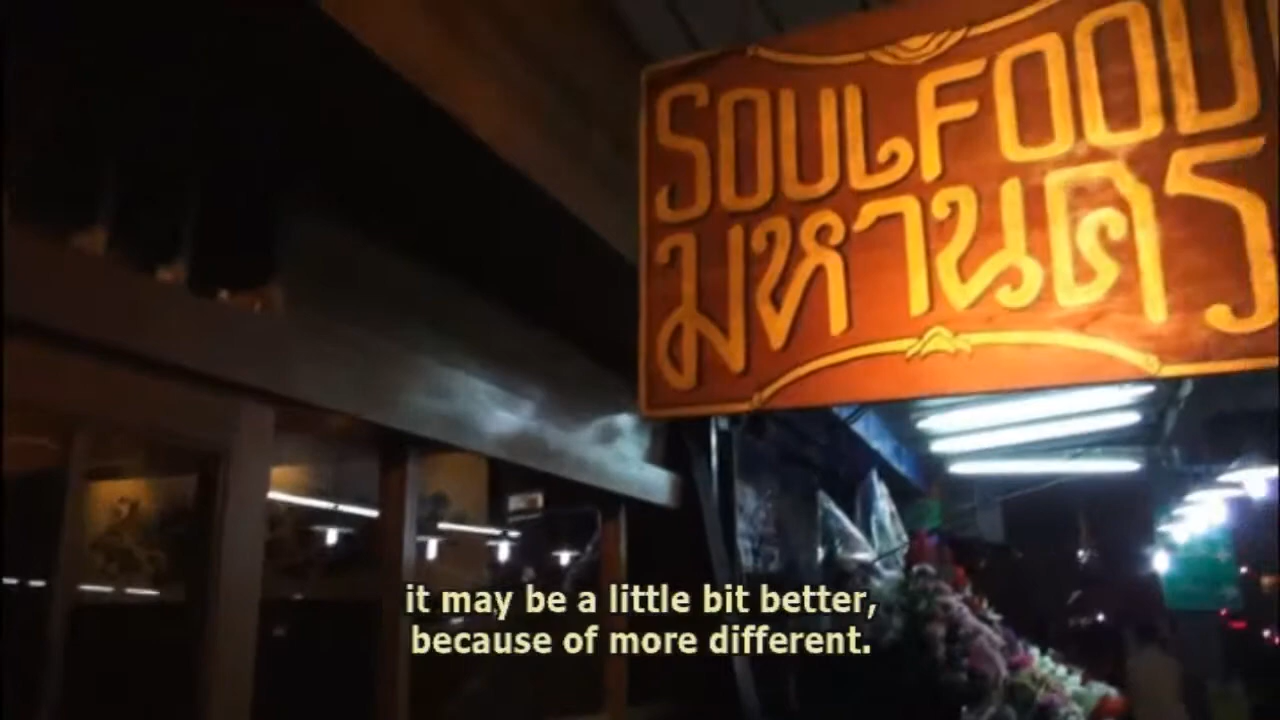 SOULFOOD
มหานคร
it may be a little bit better,
because of more different.